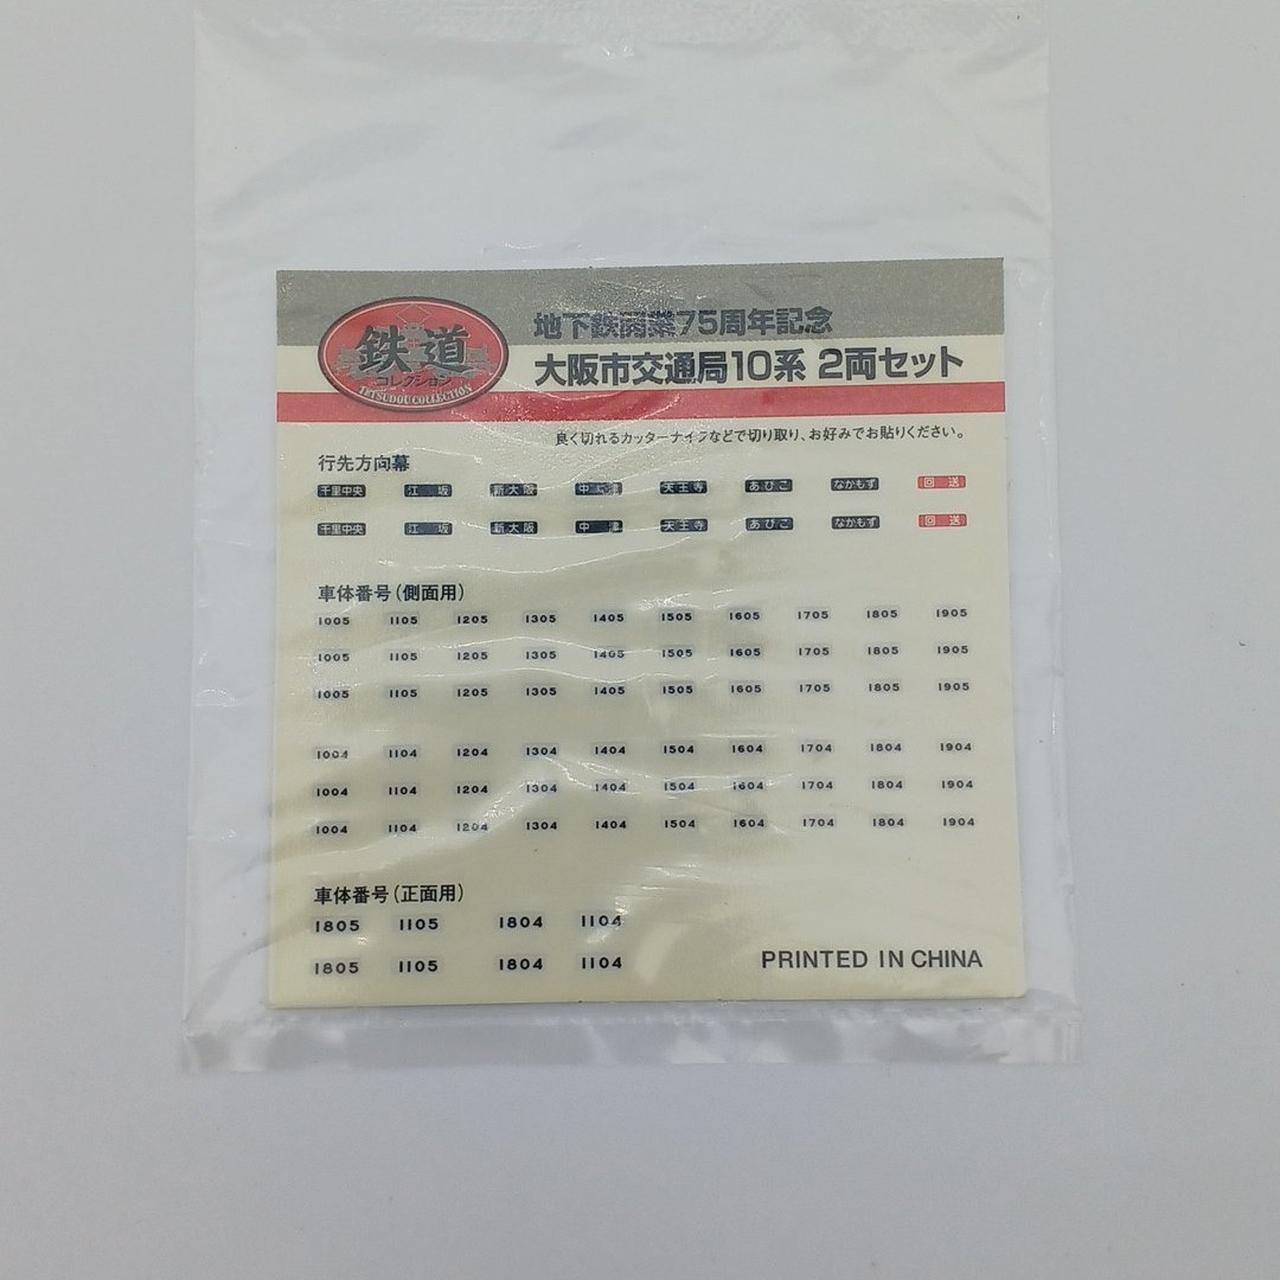 鉄道
コレクション
TETSUDOU COLLECTION
地下鉄開業75周年記念
大阪市交通局10系 2両セット
良く切れるカッターナイフなどで切り取り、お好みでお貼りください。
行先方向幕
千里中央 江坂 新大阪 中津 天王寺 あびこ なかもず 回送
千里中央 江坂 新大阪 中津 天王寺 あびこ なかもず 回送
車体番号(側面用)
1005 1105 1205 1305 1405 1505 1605 1705 1805 1905
1005 1105 1205 1305 1405 1505 1605 1705 1805 1905
1005 1105 1205 1305 1405 1505 1605 1705 1805 1905
1004 1104 1204 1304 1404 1504 1604 1704 1804 1904
1004 1104 1204 1304 1404 1504 1604 1704 1804 1904
1004 1104 1204 1304 1404 1504 1604 1704 1804 1904
車体番号(正面用)
1805 1105 1804 1104
1805 1105 1804 1104
PRINTED IN CHINA